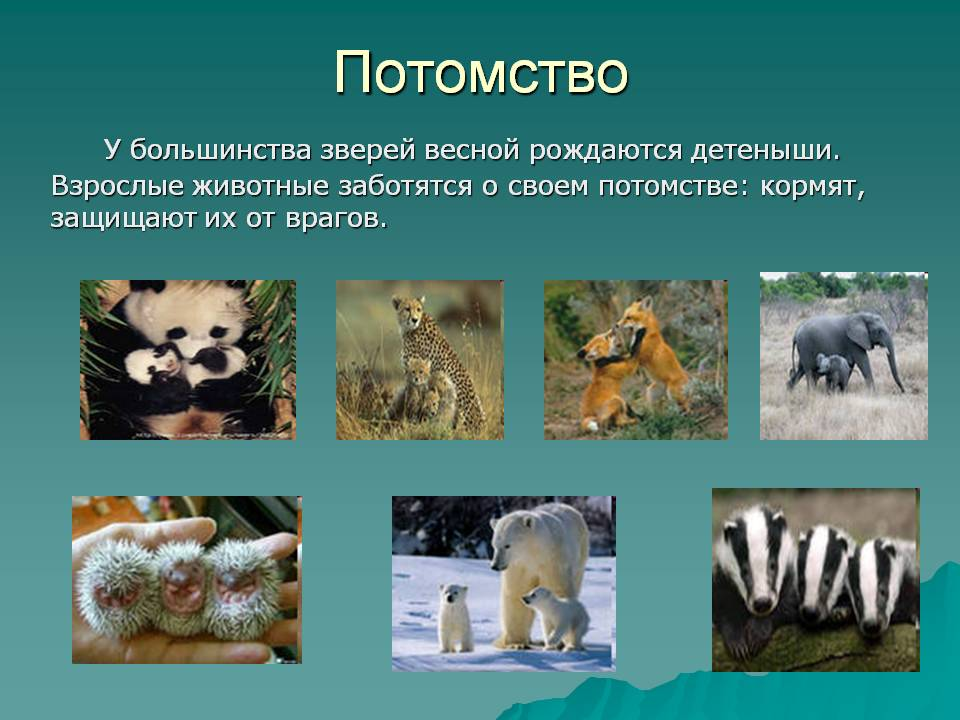 Потомство
У большинства зверей весной рождаются детеныши.
Взрослые животные заботятся о своем потомстве: кормят,
защищают их от врагов.